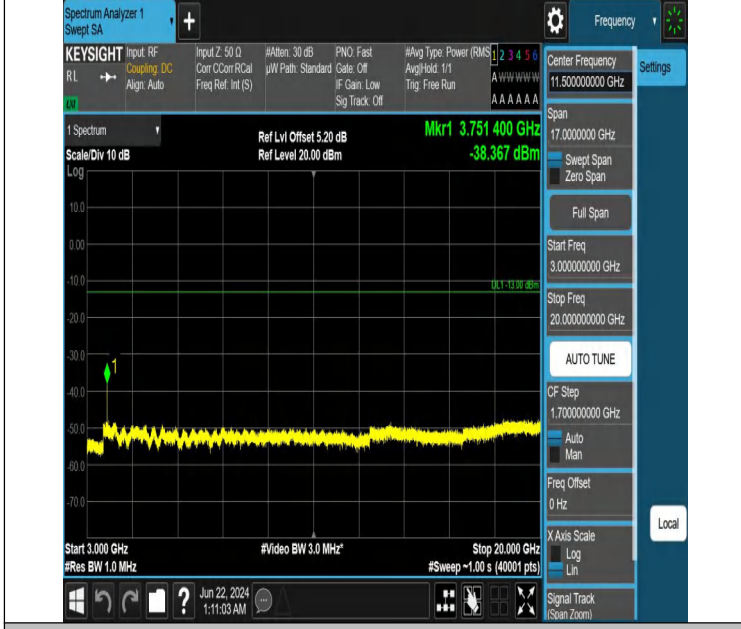 Spectrum Analyzer 1
Swept SA
Frequency
KEYSIGHT
RL
LXI
Input: RF
Coupling: DC
Align: Auto
Input Z: 50 Ω
Corr CCorr RCal
Freq Ref: Int (S)
#Atten: 30 dB
µW Path: Standard
PNO: Fast
Gate: Off
IF Gain: Low
Sig Track: Off
#Avg Type: Power (RMS
Avg|Hold: 1/1
Trig: Free Run
1 2 3 4 5 6
A W W W W W
A A A A A A
1 Spectrum
Scale/Div 10 dB
Log
Ref Lvl Offset 5.20 dB
Ref Level 20.00 dBm
Mkr1 3.751 400 GHz
-38.367 dBm
10.0
0.00
-10.0
DL1 -13.00 dBm
-20.0
-30.0
1
-40.0
-50.0
-60.0
-70.0
Start 3.000 GHz
#Res BW 1.0 MHz
#Video BW 3.0 MHz*
Stop 20.000 GHz
#Sweep ~1.00 s (40001 pts)
?
Jun 22, 2024
1:11:03 AM
Center Frequency
11.500000000 GHz
Settings
Span
17.0000000 GHz
Swept Span
Zero Span
Full Span
Start Freq
3.000000000 GHz
Stop Freq
20.000000000 GHz
AUTO TUNE
CF Step
1.700000000 GHz
Auto
Man
Freq Offset
0 Hz
Local
X Axis Scale
Log
Lin
Signal Track
(Span Zoom)